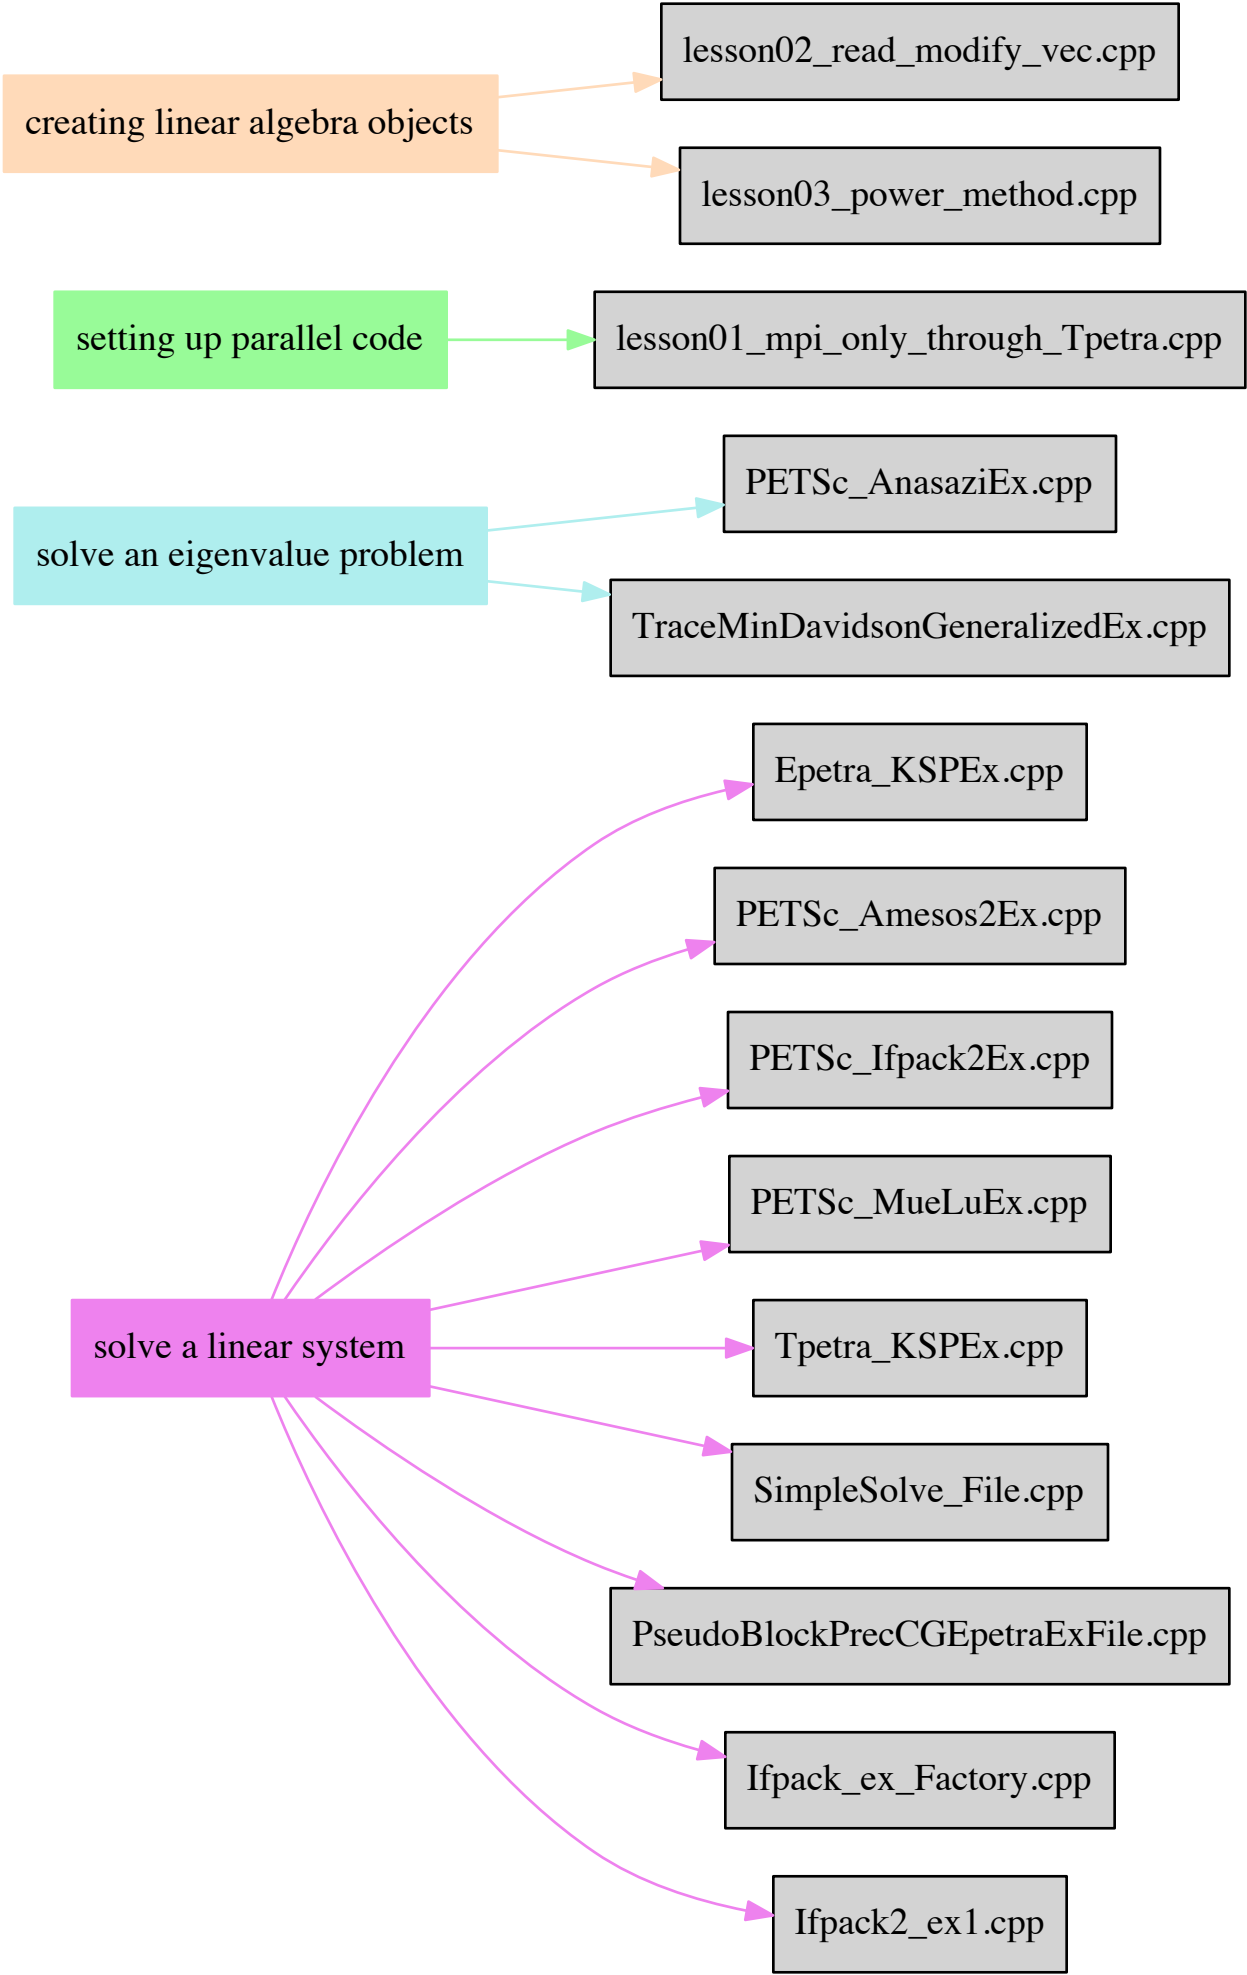 creating linear algebra objects
lesson02_read_modify_vec.cpp
lesson03_power_method.cpp
setting up parallel code
lesson01_mpi_only_through_Tpetra.cpp
solve an eigenvalue problem
PETSc_AnasaziEx.cpp
TraceMinDavidsonGeneralizedEx.cpp
solve a linear system
Epetra_KSPEx.cpp
PETSc_Amesos2Ex.cpp
PETSc_Ifpack2Ex.cpp
PETSc_MueLuEx.cpp
Tpetra_KSPEx.cpp
SimpleSolve_File.cpp
PseudoBlockPrecCGEpetraExFile.cpp
Ifpack_ex_Factory.cpp
Ifpack2_ex1.cpp